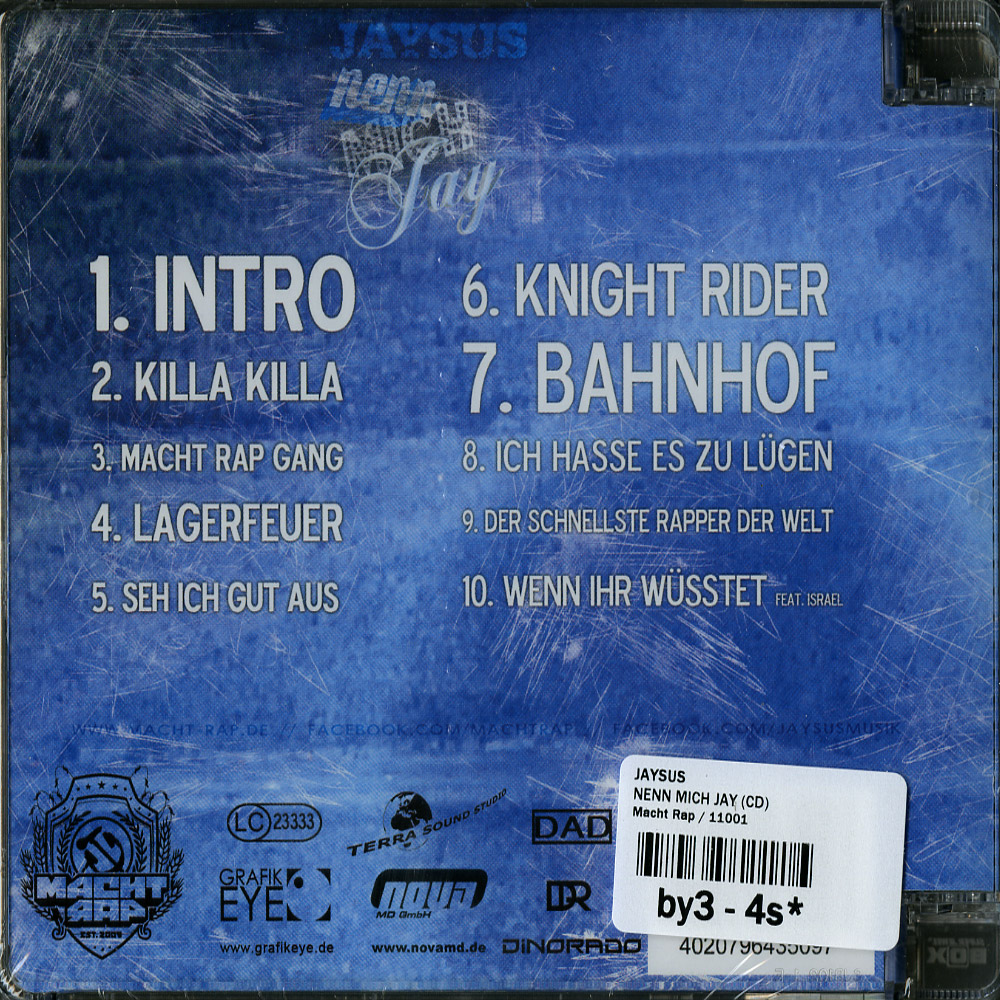 JAYSUS
nenn
MICH
Jay
1. INTRO
2. KILLA KILLA
3. MACHT RAP GANG
4. LAGERFEUER
5. SEH ICH GUT AUS
6. KNIGHT RIDER
7. BAHNHOF
8. ICH HASSE ES ZU LÜGEN
9. DER SCHNELLSTE RAPPER DER WELT
10. WENN IHR WÜSSTET FEAT. ISRAEL
WWW.MACHT-RAP.DE // FACEBOOK.COM/MACHTRAP // FACEBOOK.COM/JAYSUSMUSIK
MACHT
RAP
EST. 2009
LC 23333
TERRA SOUND STUDIO
DAD
GRAFIK
EYE
www.grafikeye.de
nova
MD GmbH
www.novamd.de
DR
DINORADO
JAYSUS
NENN MICH JAY (CD)
Macht Rap / 11001
by3 - 4s*
4020796435097